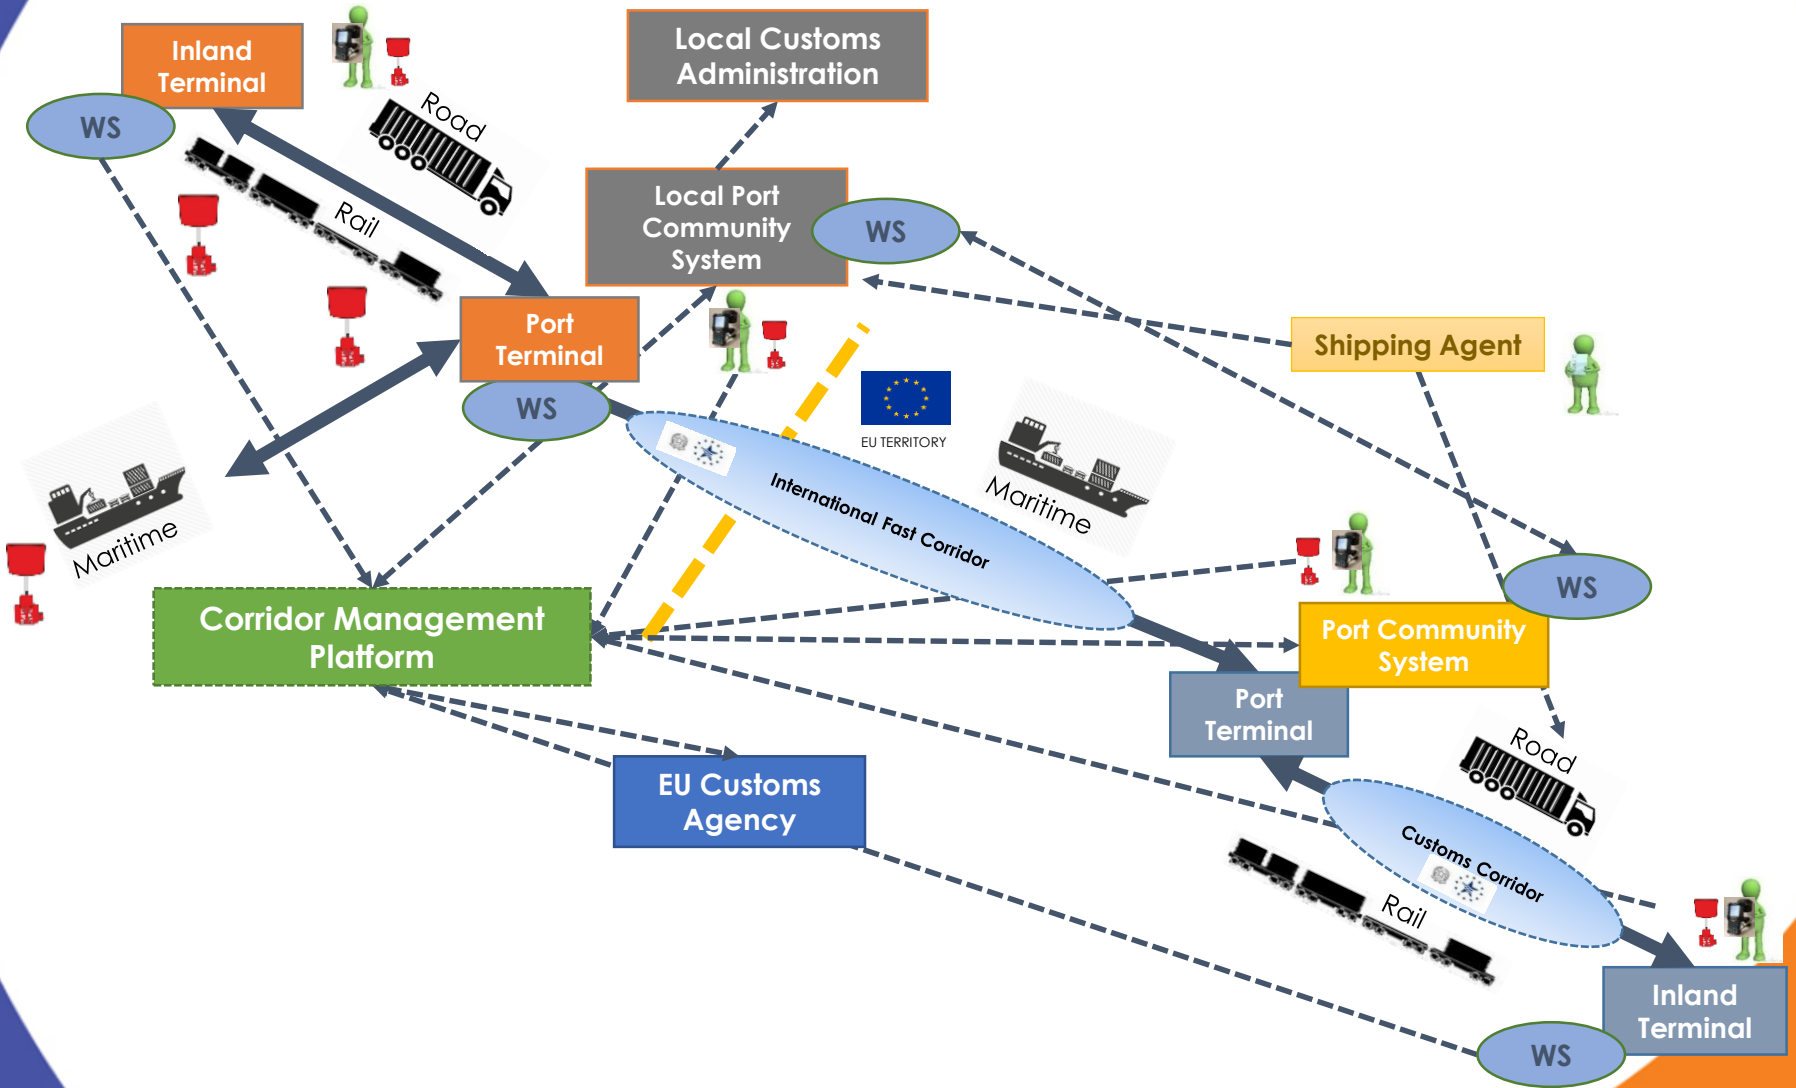 Inland
Terminal
WS
Road
Rail
Local Customs
Administration
Local Port
Community
System
WS
Port
Terminal
WS
Shipping Agent
EU TERRITORY
Maritime
Maritime
International Fast Corridor
WS
Corridor Management
Platform
Port Community
System
Port
Terminal
Road
EU Customs
Agency
Customs Corridor
Rail
Inland
Terminal
WS